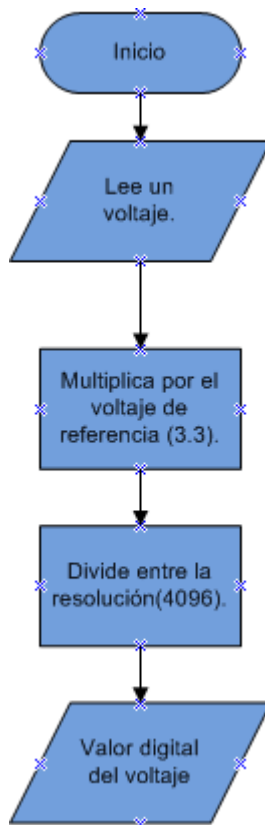 Inicio
Lee un
voltaje.
Multiplica por el
voltaje de
referencia (3.3).
Divide entre la
resolución(4096).
Valor digital
del voltaje